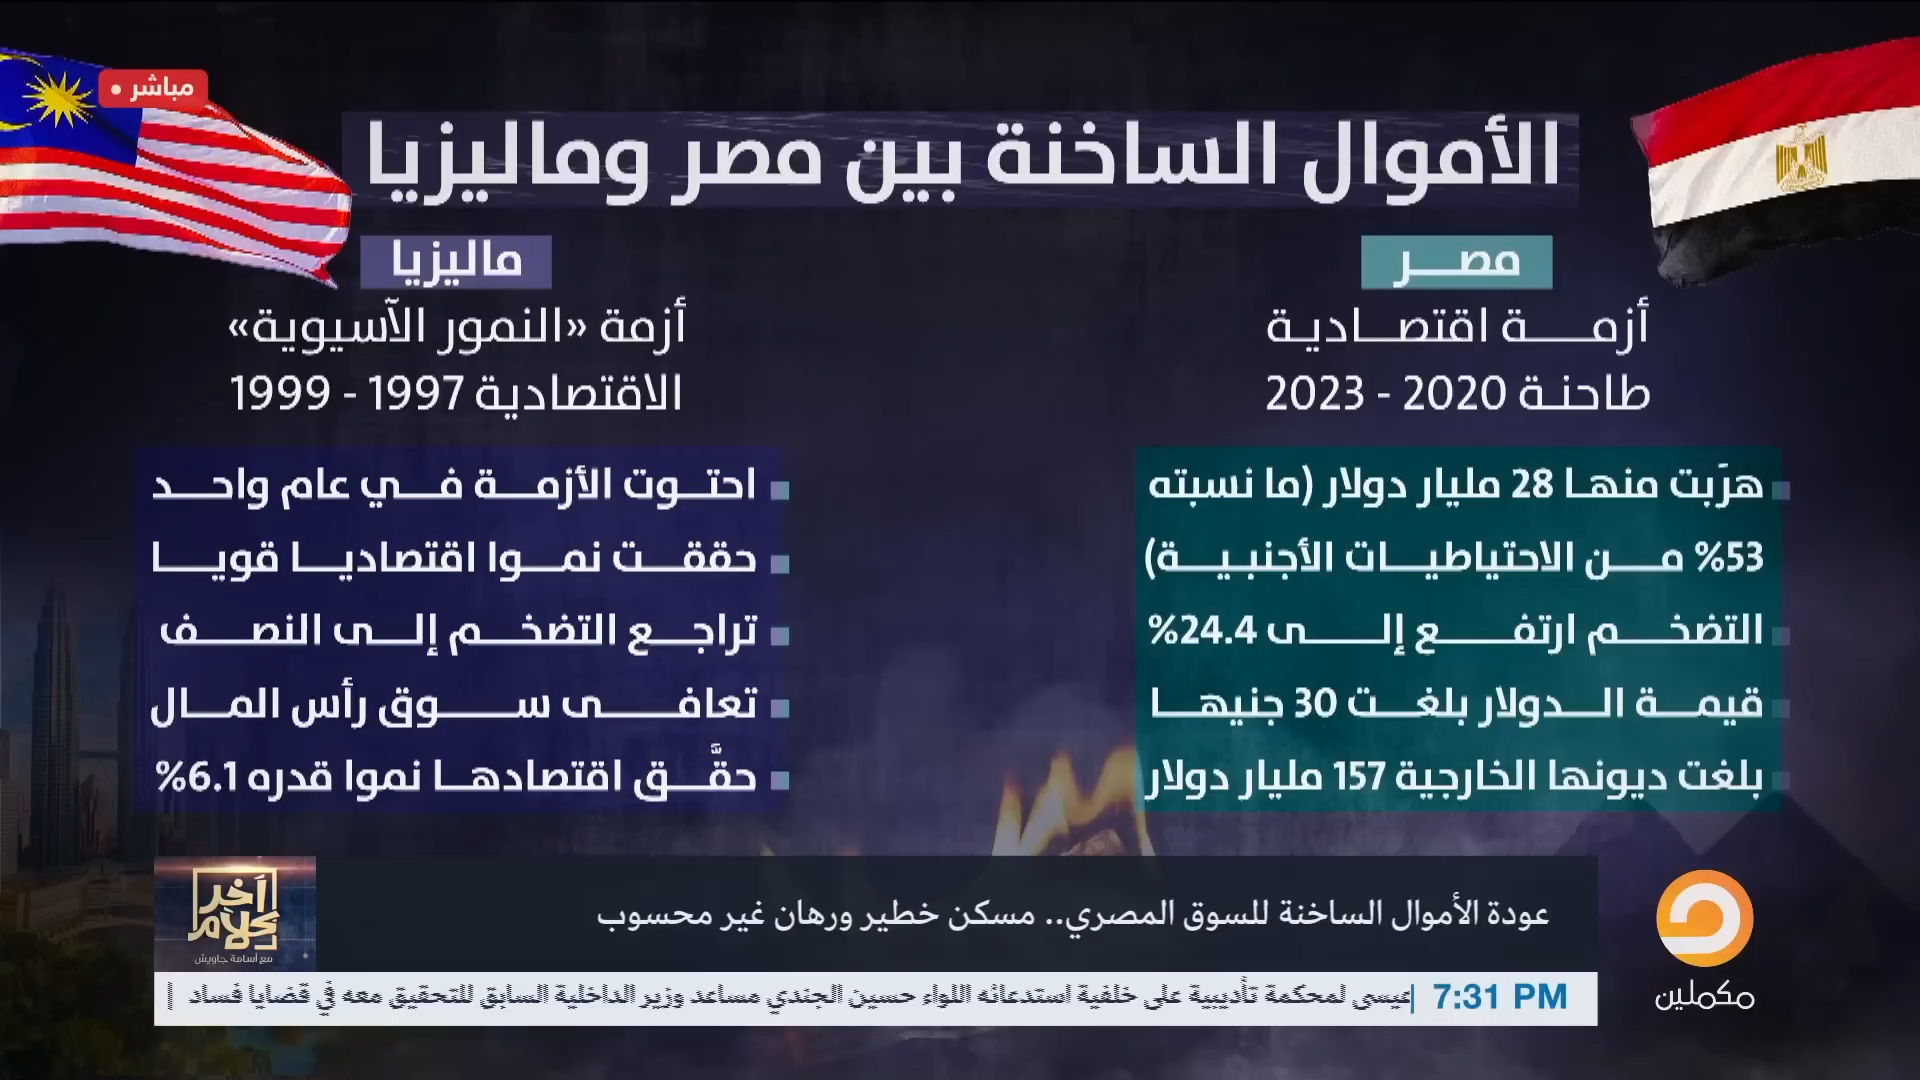 مباشر
الأموال الساخنة بين مصر وماليزيا
مصر
أزمة اقتصادية
طاحنة 2020 - 2023
هرَبت منها 28 مليار دولار (ما نسبته
53% من الاحتياطيات الأجنبية)
التضخم ارتفع إلى 24.4%
قيمة الدولار بلغت 30 جنيها
بلغت ديونها الخارجية 157 مليار دولار
ماليزيا
أزمة «النمور الآسيوية»
الاقتصادية 1997 - 1999
احتوت الأزمة في عام واحد
حققت نموا اقتصاديا قويا
تراجع التضخم إلى النصف
تعافى سوق رأس المال
حقَّق اقتصادها نموا قدره 6.1%
عودة الأموال الساخنة للسوق المصري.. مسكن خطير ورهان غير محسوب
آخر
كلام
مع أسامة جاويش
7:31 PM
عيسى لمحكمة تأديبية على خلفية استدعائه اللواء حسين الجندي مساعد وزير الداخلية السابق للتحقيق معه في قضايا فساد |
مكملين